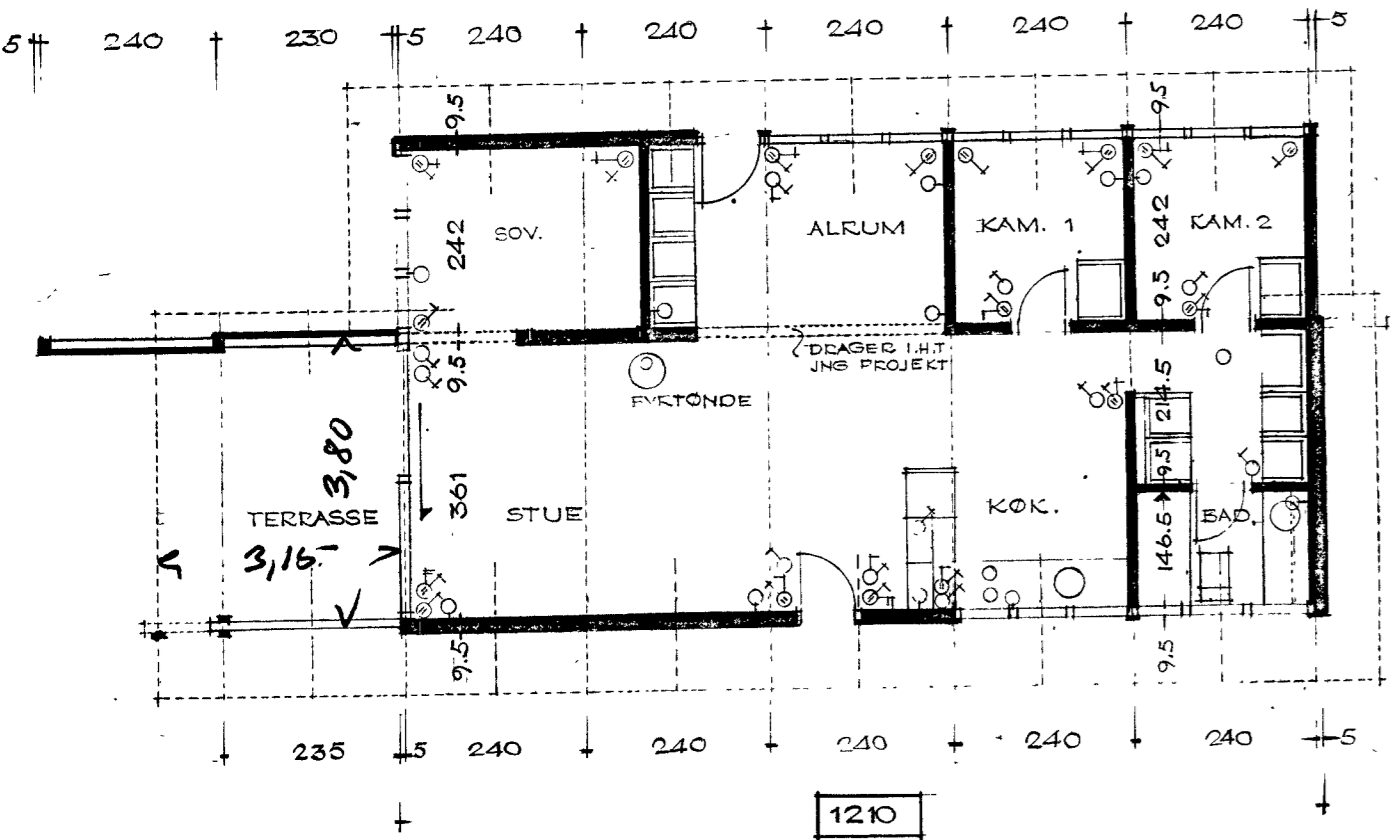 5 240 230 5 240 240 240 240 5
9.5 9.5
SOV. ALRUM KAM. 1 KAM. 2
242 242
9.5 9.5
DRAGER I.H.T
JNG PROJEKT
FYRTØNDE
3,80
361 214.5
9.5
TERRASSE STUE KØK. BAD.
3,15
146.5
9.5 9.5
235 5 240 240 240 240 240 5
1210